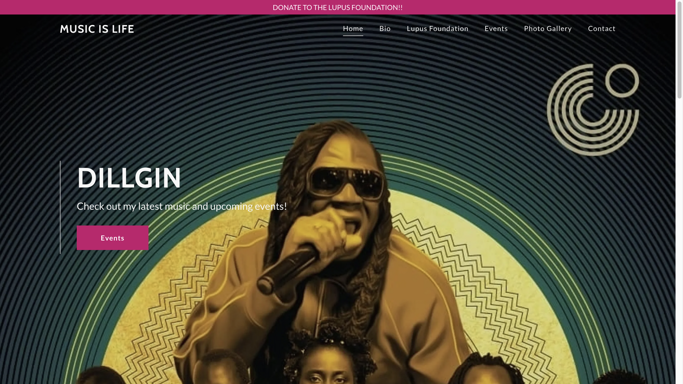 DONATE TO THE LUPUS FOUNDATION!!
MUSIC IS LIFE
Home Bio Lupus Foundation Events Photo Gallery Contact
DILLGIN
Check out my latest music and upcoming events!
Events